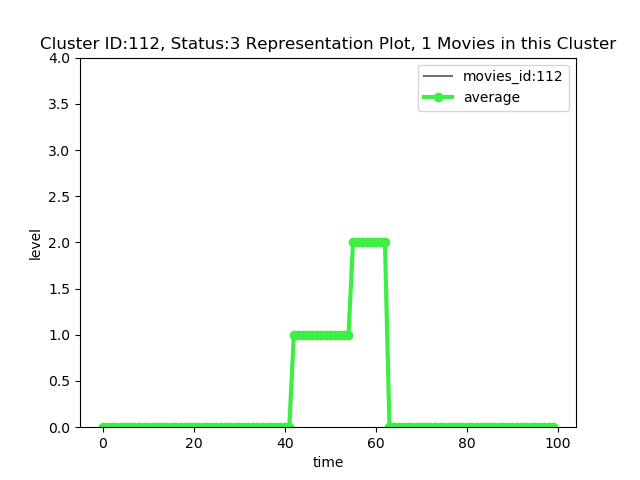 Cluster ID:112, Status:3 Representation Plot, 1 Movies in this Cluster
4.0
3.5
3.0
2.5
2.0
1.5
1.0
0.5
0.0
level
movies_id:112
average
0 20 40 60 80 100
time